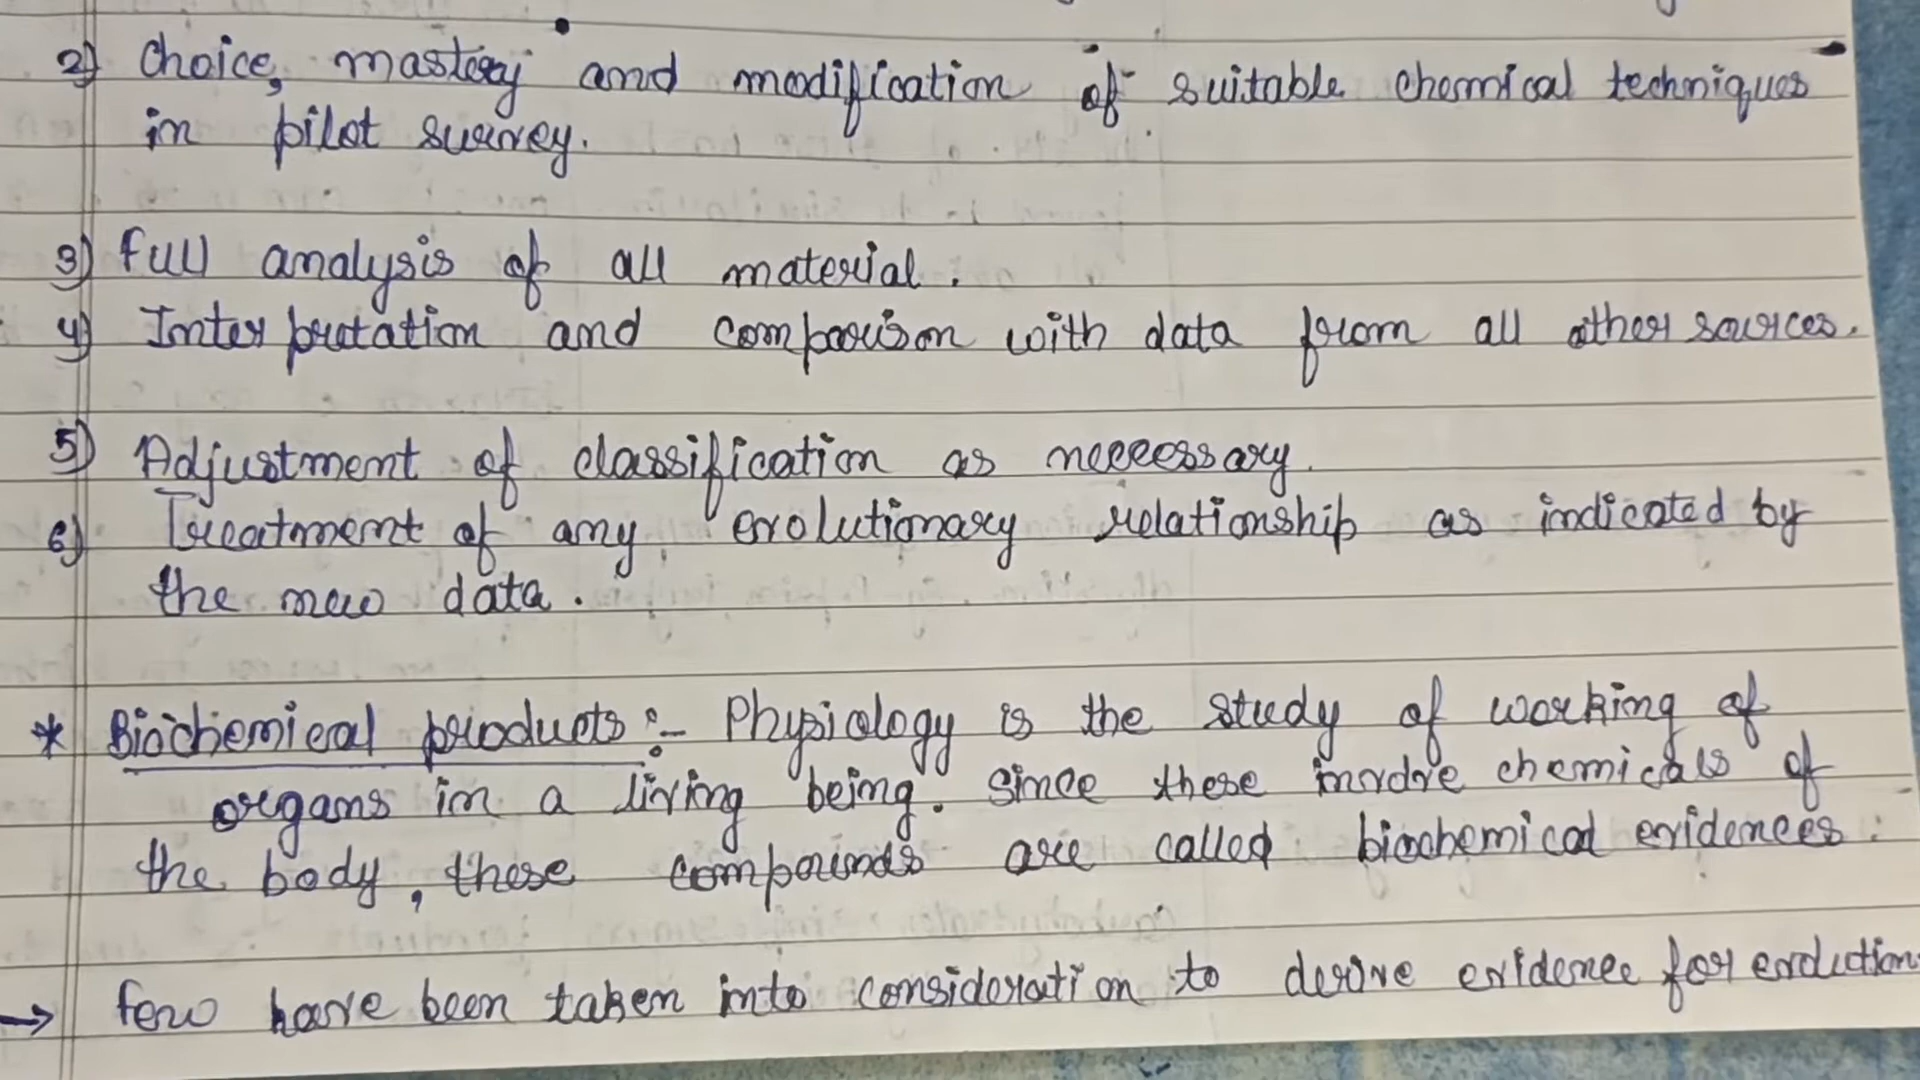 2) Choice, mastery and modification of suitable chemical techniques
in pilot survey.
3) Full analysis of all material.
4) Interpretation and comparison with data from all other sources.
5) Adjustment of classification as necessary.
6) Treatment of any evolutionary relationship as indicated by
the new data.
* Biochemical products :- Physiology is the study of working of
organs in a living being. Since these involve chemicals of
the body, these compounds are called biochemical evidences.
→ few have been taken into consideration to derive evidence for evolution